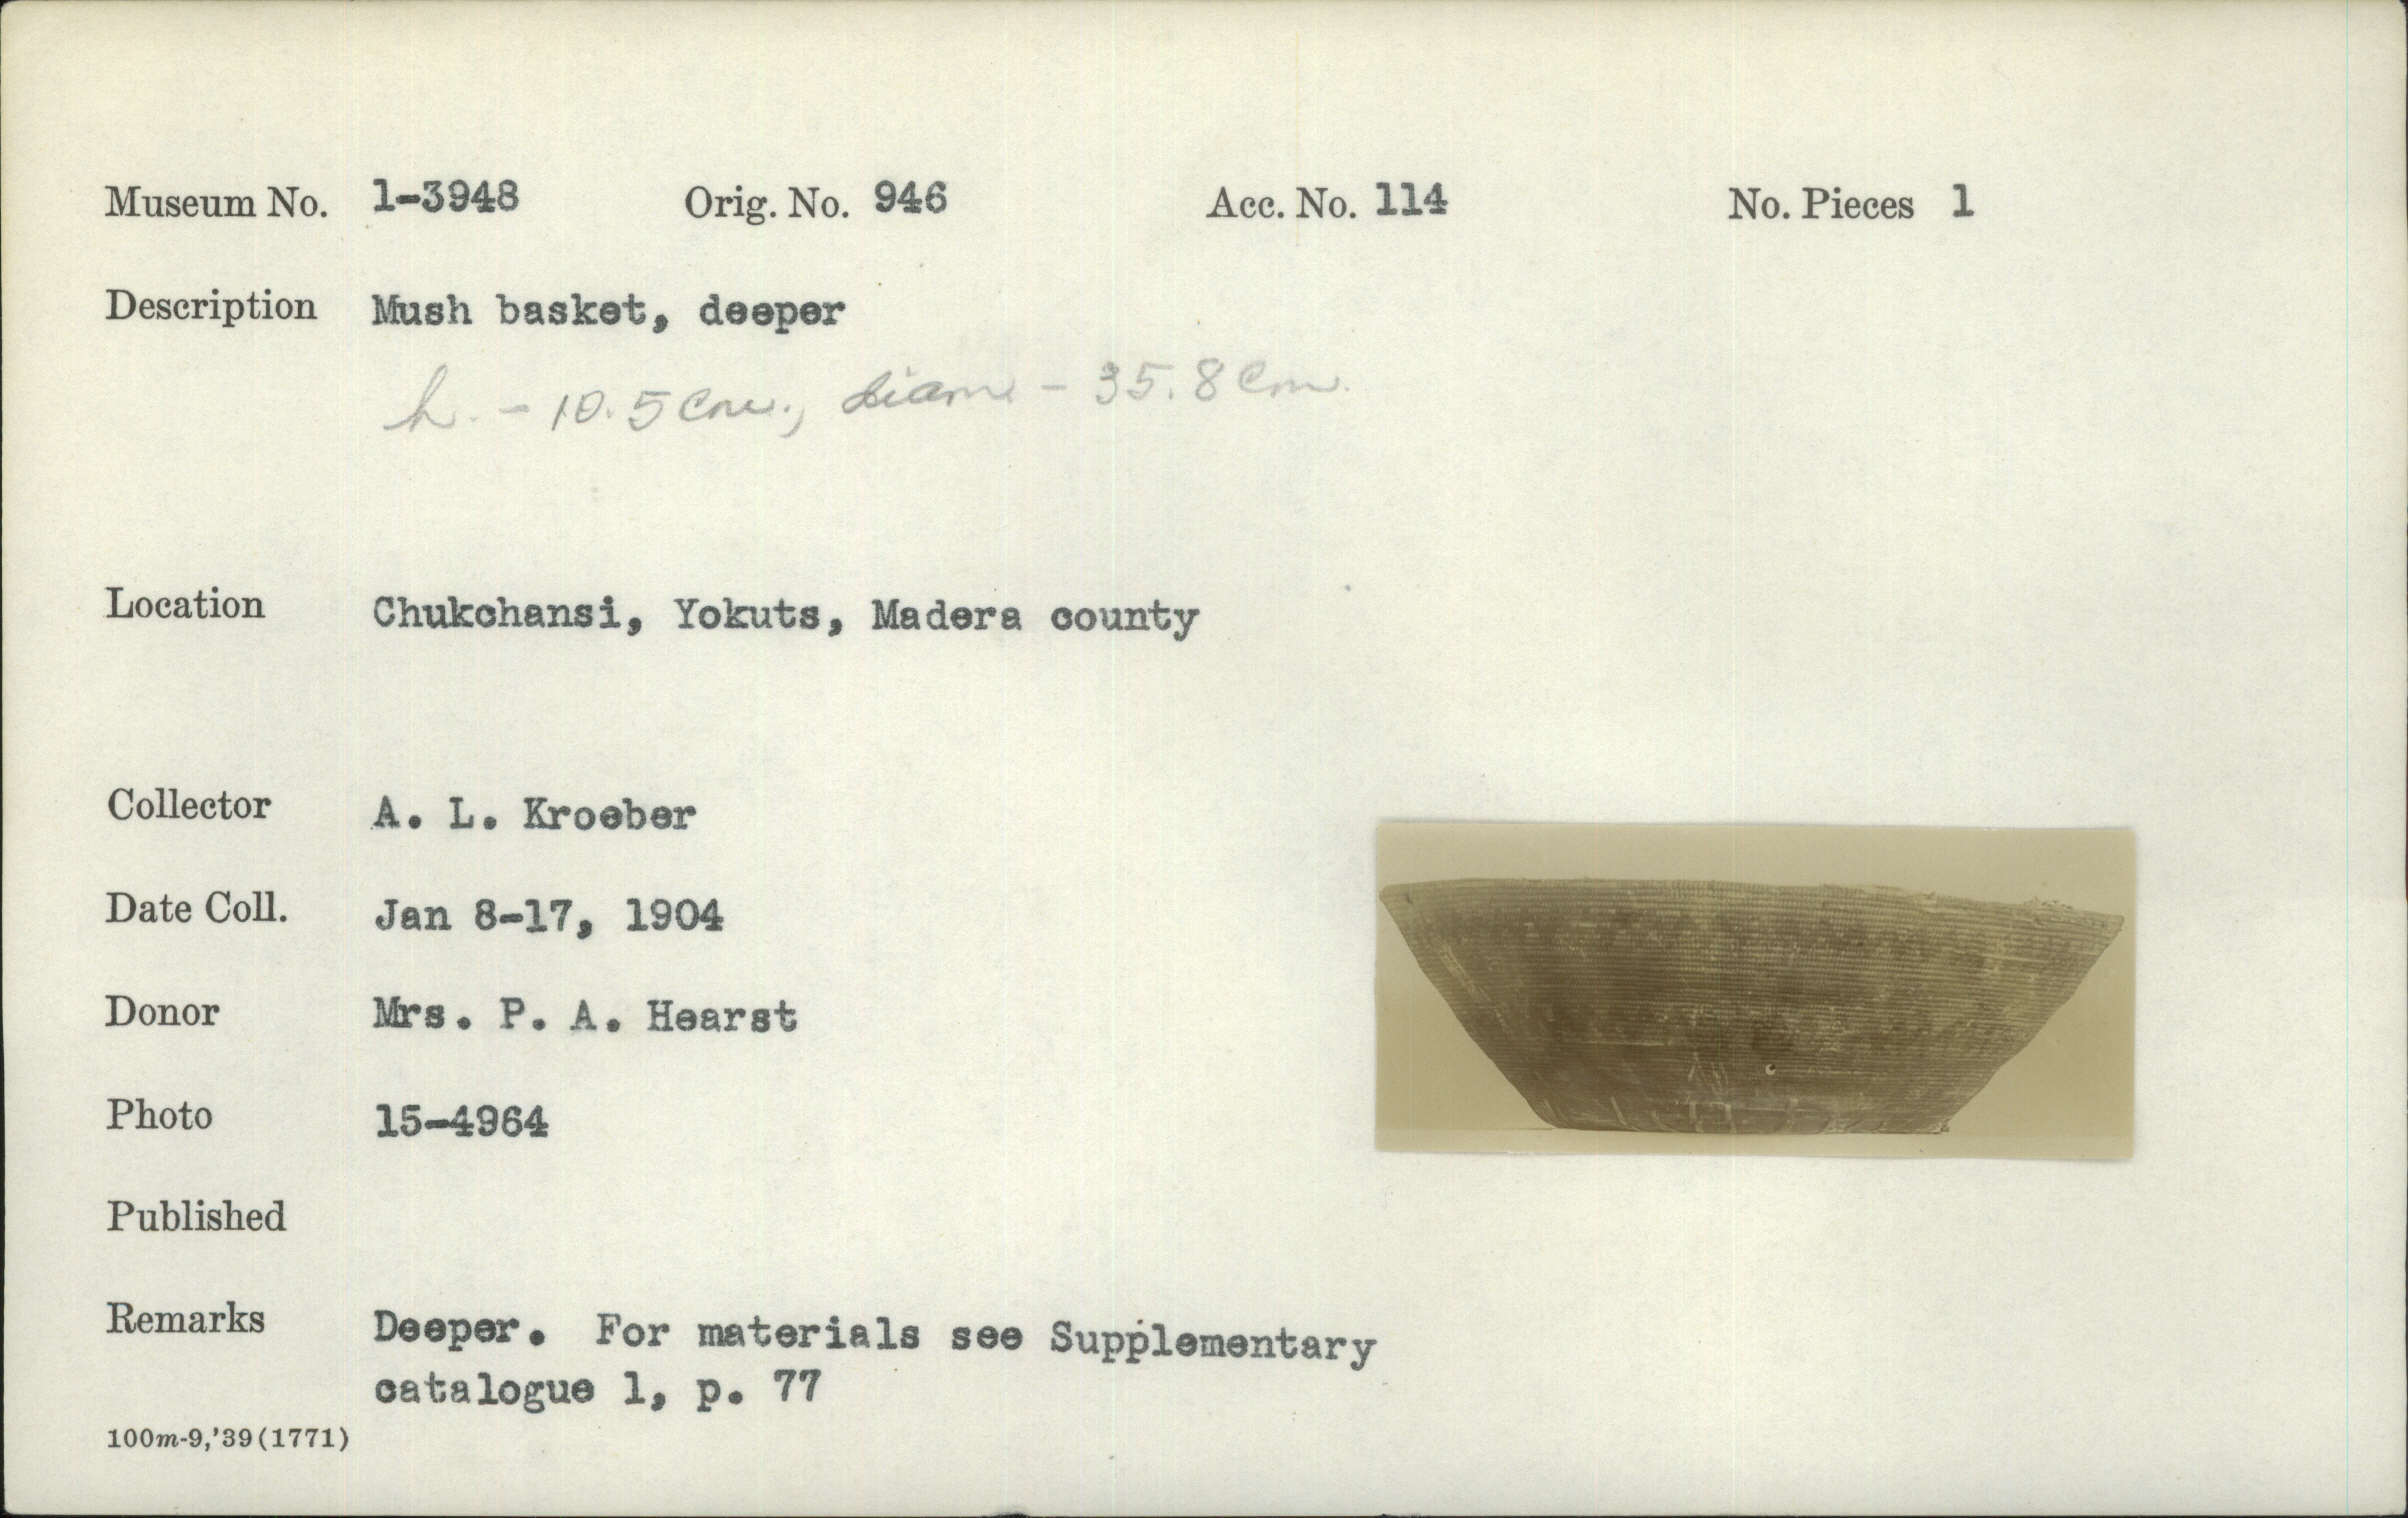 Museum No. 1-3948 Orig. No. 946 Acc. No. 114 No. Pieces 1
Description Mush basket, deeper
h. - 10.5 cm., diam - 35.8 cm.
Location Chukchansi, Yokuts, Madera county
Collector A. L. Kroeber
Date Coll. Jan 8-17, 1904
Donor Mrs. P. A. Hearst
Photo 15-4964
Published
Remarks Deeper. For materials see Supplementary
catalogue 1, p. 77
100m-9,'39(1771)